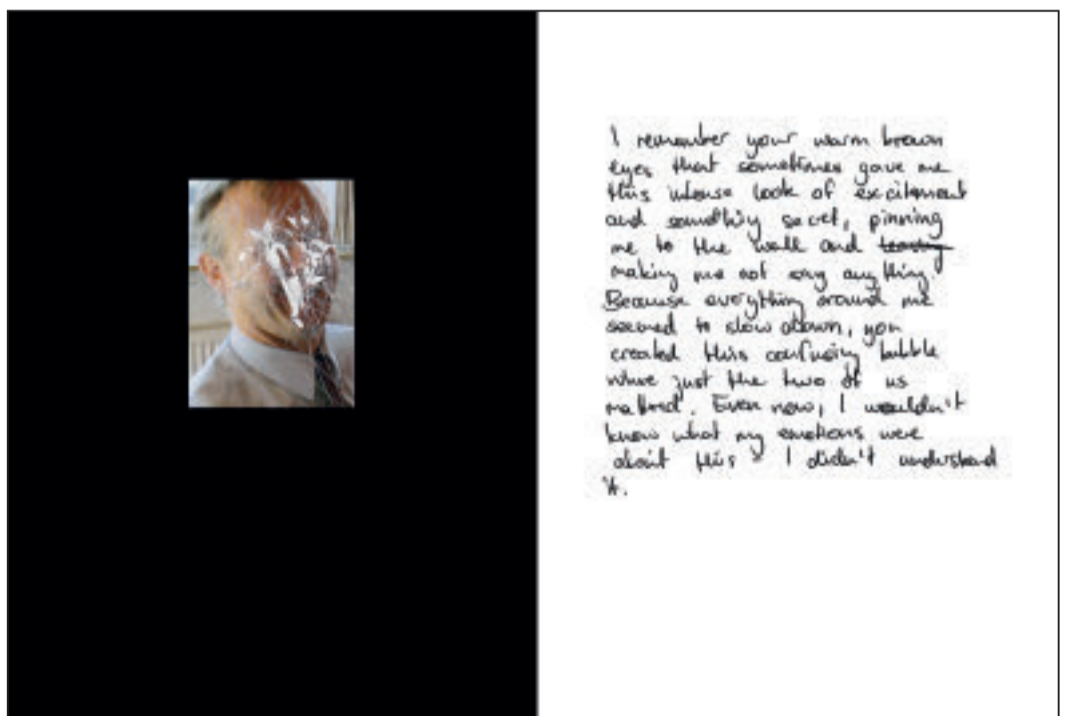 I remember your warm brown
eyes that sometimes gave me
this intense look of excitement
and something secret, pinning
me to the wall and
making me not say anything.
Because everything around me
seemed to slow down, you
created this confusing bubble
where just the two of us
mattered. Even now, I wouldn't
know what my emotions were
about this - I didn't understand
it.